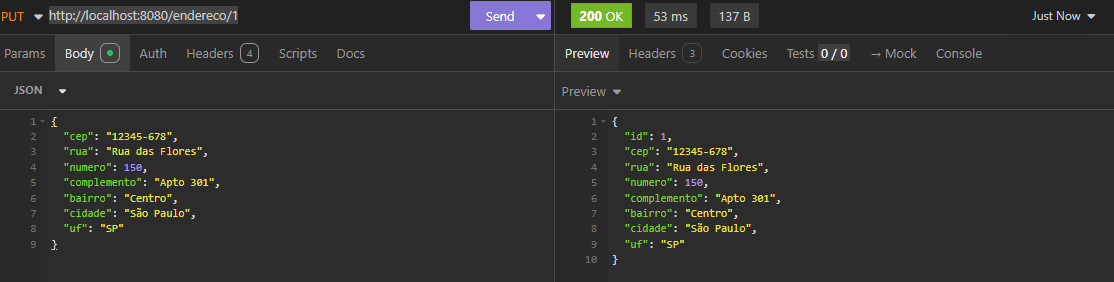 PUT http://localhost:8080/endereco/1 Send 200 OK 53 ms 137 B Just Now
Params Body Auth Headers 4 Scripts Docs Preview Headers 3 Cookies Tests 0 / 0 → Mock Console
JSON
Preview
1 {
2 "cep": "12345-678",
3 "rua": "Rua das Flores",
4 "numero": 150,
5 "complemento": "Apto 301",
6 "bairro": "Centro",
7 "cidade": "São Paulo",
8 "uf": "SP"
9 }
1 {
2 "id": 1,
3 "cep": "12345-678",
4 "rua": "Rua das Flores",
5 "numero": 150,
6 "complemento": "Apto 301",
7 "bairro": "Centro",
8 "cidade": "São Paulo",
9 "uf": "SP"
10 }